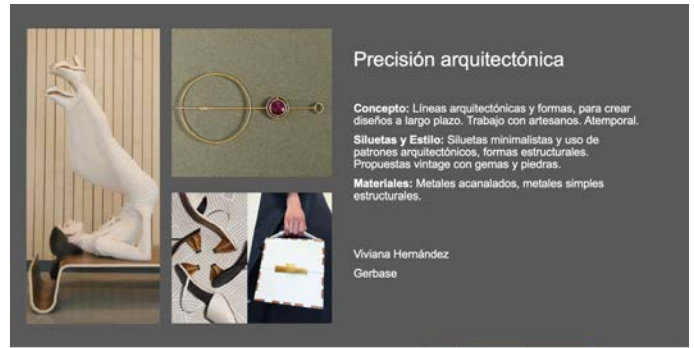 Precisión arquitectónica
Concepto: Líneas arquitectónicas y formas, para crear
diseños a largo plazo. Trabajo con artesanos. Atemporal.
Siluetas y Estilo: Siluetas minimalistas y uso de
patrones arquitectónicos, formas estructurales.
Propuestas vintage con gemas y piedras.
Materiales: Metales acanalados, metales simples
estructurales.
Viviana Hernández
Gerbase